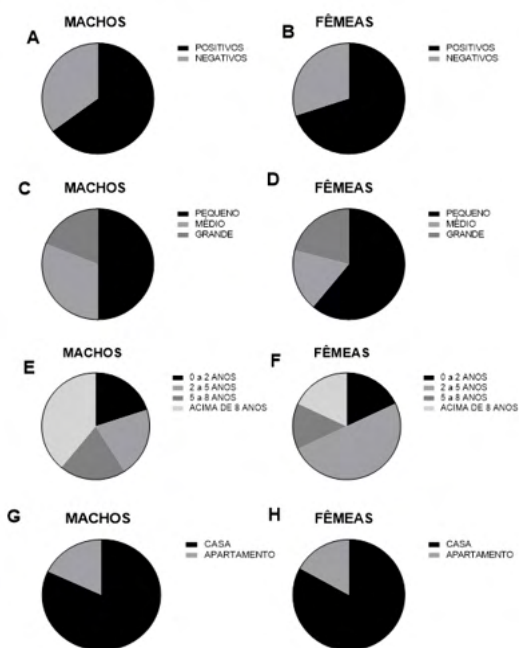 A
MACHOS
POSITIVOS
NEGATIVOS
B
FÊMEAS
POSITIVOS
NEGATIVOS
C
MACHOS
PEQUENO
MÉDIO
GRANDE
D
FÊMEAS
PEQUENO
MÉDIO
GRANDE
E
MACHOS
0 a 2 ANOS
2 a 5 ANOS
5 a 8 ANOS
ACIMA DE 8 ANOS
F
FÊMEAS
0 a 2 ANOS
2 a 5 ANOS
5 a 8 ANOS
ACIMA DE 8 ANOS
G
MACHOS
CASA
APARTAMENTO
H
FÊMEAS
CASA
APARTAMENTO